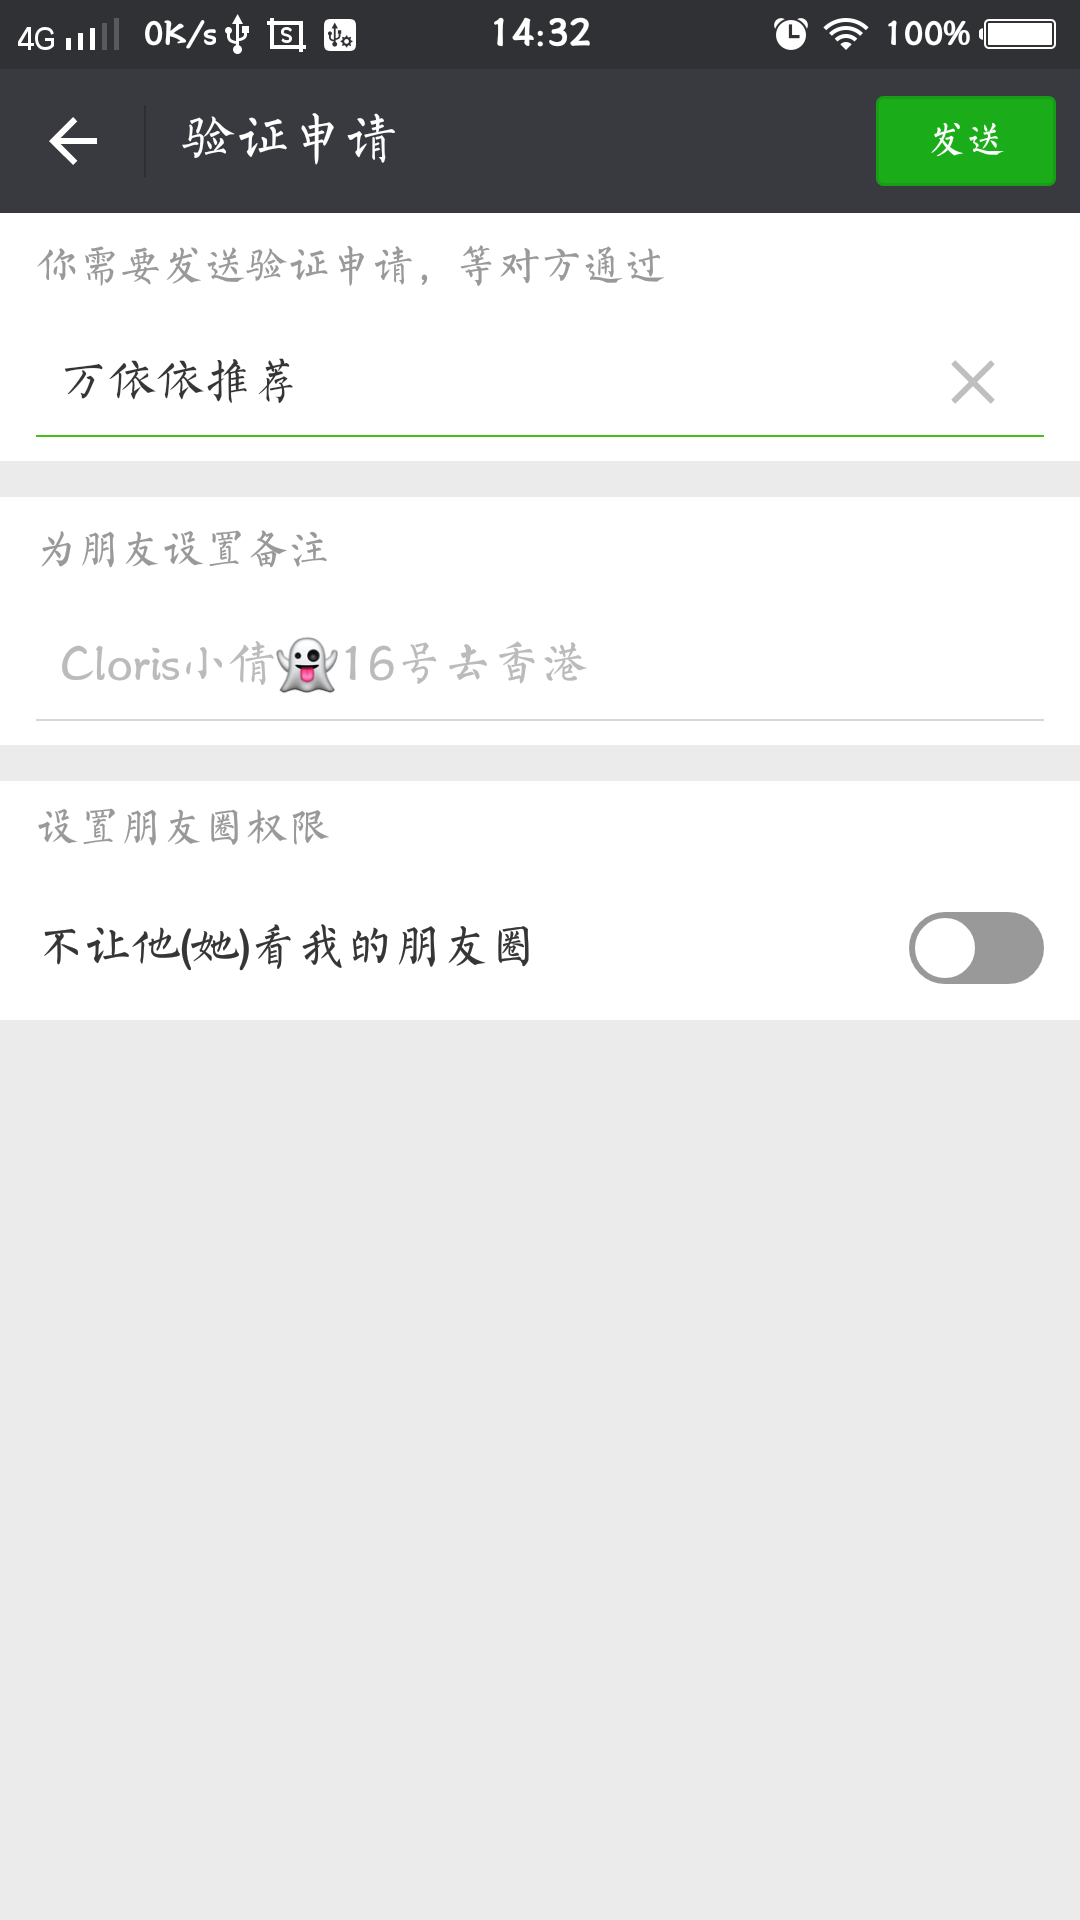 4G 0K/s 14:32 100%
验证申请 发送
你需要发送验证申请，等对方通过
万依依推荐
为朋友设置备注
Cloris小倩👻16号去香港
设置朋友圈权限
不让他(她)看我的朋友圈